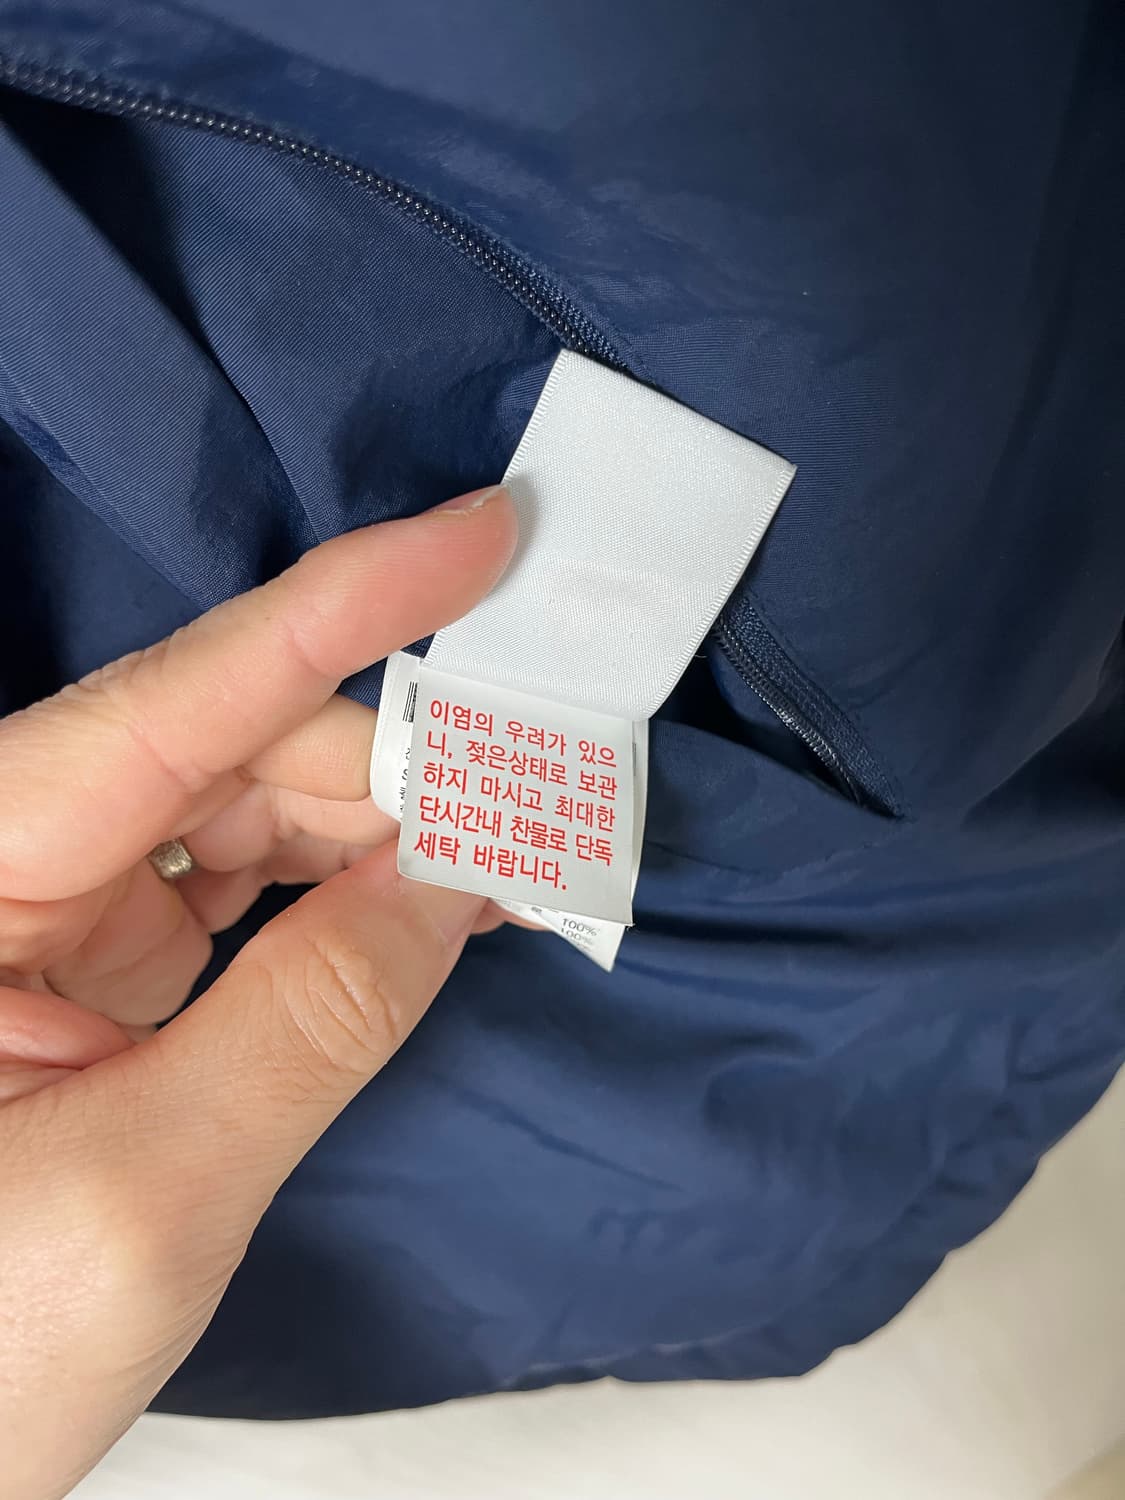 이염의 우려가 있으
니, 젖은상태로 보관
하지 마시고 최대한
단시간내 찬물로 단독
세탁 바랍니다.
100%
100%